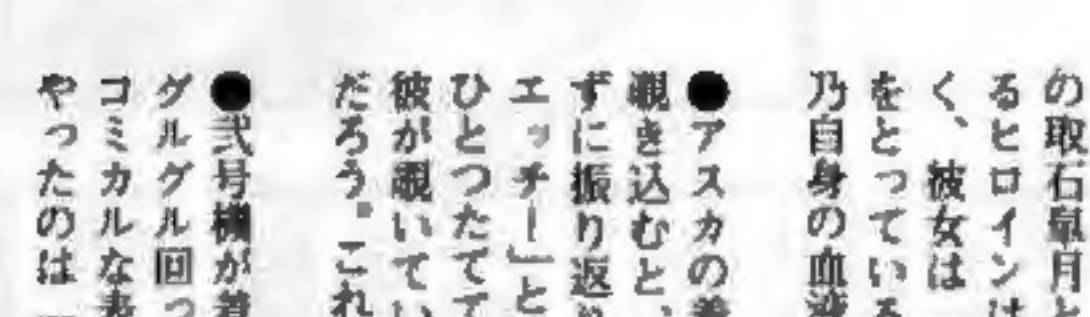 の取石皐月と
るヒロインは
く、彼女は
をとっている
乃自身の血液
●アスカの着
覗き込むと、
ずに振り返り
エッチー」と
ひとつたてて
彼が覗いてい
だろう。これ
●弐号機が着
グルグル回っ
コミカルな表
やったのは「